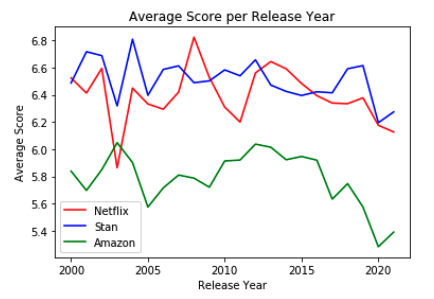 Average Score per Release Year
Average Score
6.8
6.6
6.4
6.2
6.0
5.8
5.6
5.4
Netflix
Stan
Amazon
2000
2005
2010
2015
2020
Release Year